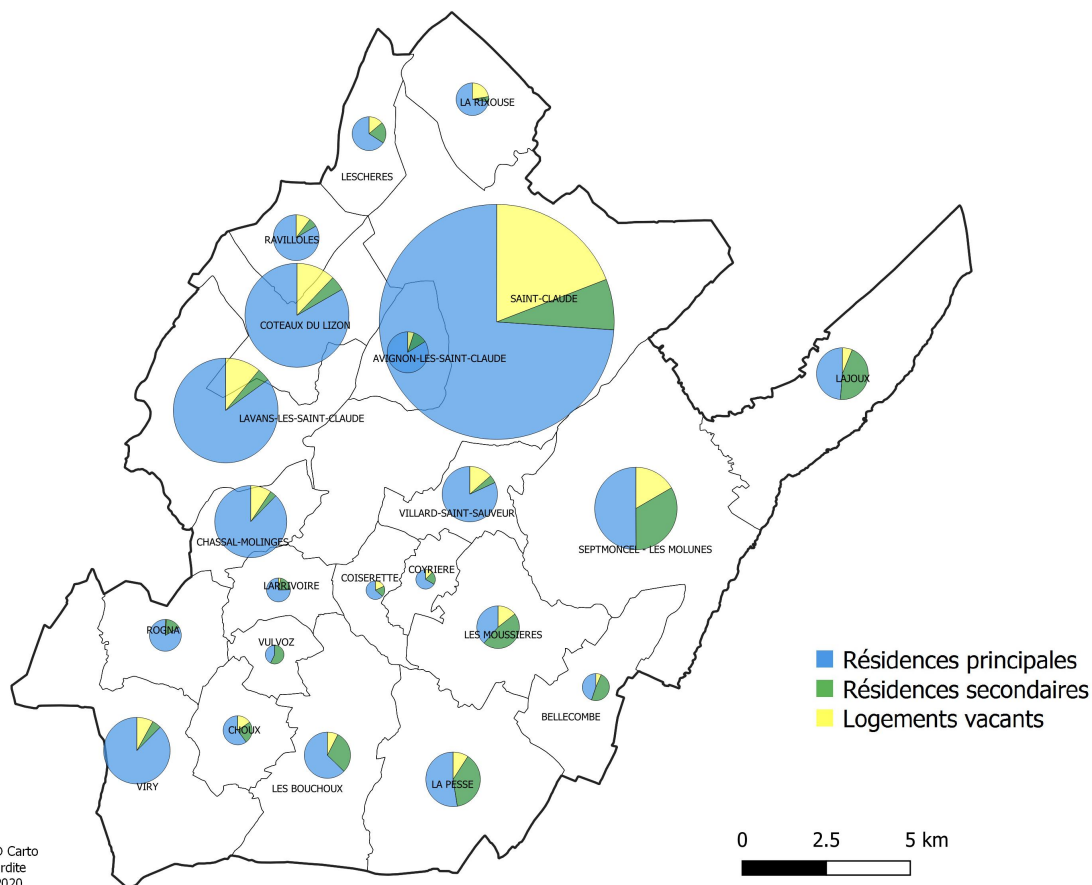 LA RIXOUSE
LESCHERES
RAVILLOLES
SAINT-CLAUDE
COTEAUX DU LIZON
AVIGNON-LES-SAINT-CLAUDE
LAJOUX
LAVANS-LES-SAINT-CLAUDE
VILLARD-SAINT-SAUVEUR
CHASSAL-MOLINGES
SEPTMONCEL - LES MOLUNES
COYRIERE
COISERETTE
LARRIVOIRE
ROGNA
LES MOUSSIERES
VULVOZ
BELLECOMBE
CHOUX
VIRY
LES BOUCHOUX
LA PESSE
Résidences principales
Résidences secondaires
Logements vacants
0 2.5 5 km
Carto
2020